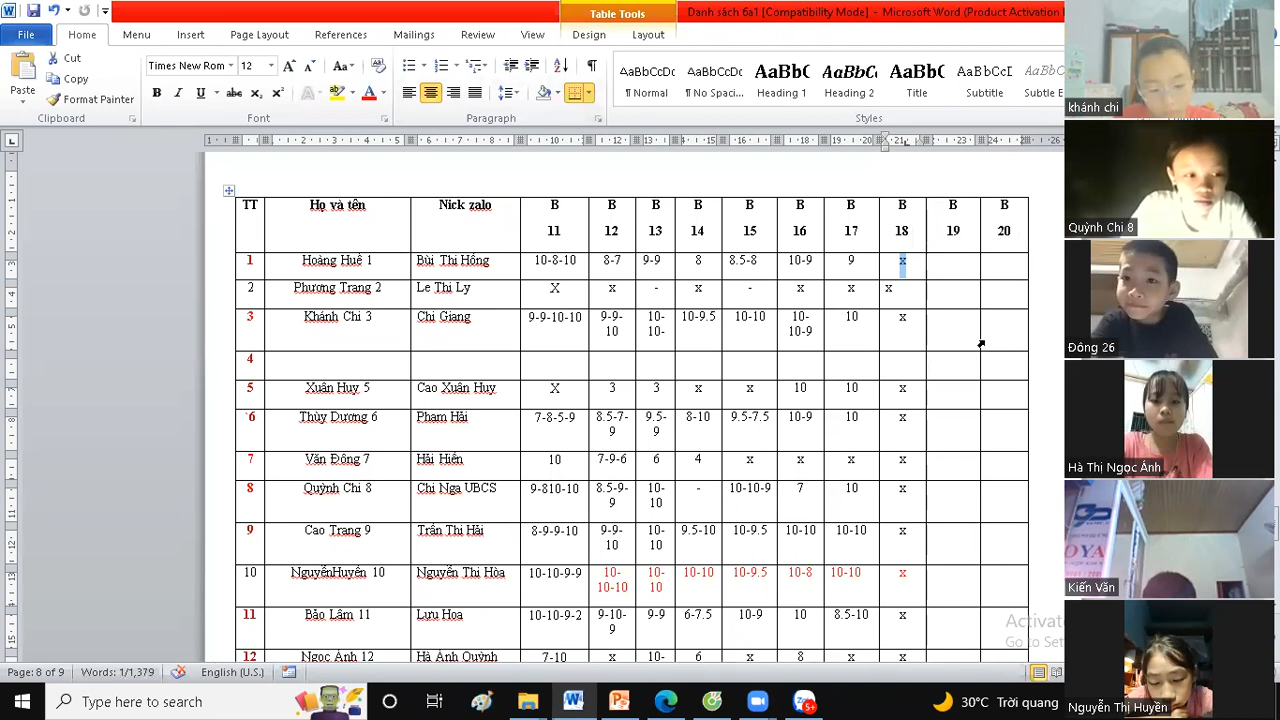 Table Tools
Danh sách 6a1 [Compatibility Mode] - Microsoft Word (Product Activation
File Home Menu Insert Page Layout References Mailings Review View Design Layout
Cut
Copy
Format Painter
Paste
Clipboard
Times New Rom 12
Font
Paragraph
AaBbCcDc AaBbCcDc AaBbC AaBbCc AaBbC AaBbCcDc AaBbCcDc
¶ Normal ¶ No Spaci... Heading 1 Heading 2 Title Subtitle Subtle E
Styles
TT Họ và tên Nick zalo B 11 B 12 B 13 B 14 B 15 B 16 B 17 B 18 B 19 B 20
1 Hoàng Huê 1 Bùi Thị Hồng 10-8-10 8-7 9-9 8 8.5-8 10-9 9 x
2 Phương Trang 2 Le Thi Ly X x - x - x x x
3 Khánh Chi 3 Chi Giang 9-9-10-10 9-9-10 10-10- 10-9.5 10-10 10-10-9 10 x
4
5 Xuân Huy 5 Cao Xuân Huy X 3 3 x x 10 10 x
`6 Thùy Dương 6 Phạm Hải 7-8-5-9 8.5-7-9 9.5-9 8-10 9.5-7.5 10-9 10 x
7 Văn Đông 7 Hải Hiền 10 7-9-6 6 4 x x x x
8 Quỳnh Chi 8 Chi Nga UBCS 9-810-10 8.5-9-9 10-10 - 10-10-9 7 10 x
9 Cao Trang 9 Trần Thị Hải 8-9-9-10 9-9-10 10-10 9.5-10 10-9.5 10-10 10-10 x
10 NguyễnHuyền 10 Nguyễn Thị Hòa 10-10-9-9 10-10-10 10-10 10-10 10-9.5 10-8 10-10 x
11 Bảo Lâm 11 Lựu Hoa 10-10-9-2 9-10-9 9-9 6-7.5 10-9 10 8.5-10 x
12 Ngọc Anh 12 Hà Anh Quỳnh 7-10 x 10- 6 x 8 x x
Activat
Go to Set
Page: 8 of 9 Words: 1/1,379 English (U.S.)
Type here to search
30°C Trời quang
khánh chi
Quỳnh Chi 8
Đông 26
Hà Thị Ngọc Ánh
Kiến Văn
Nguyễn Thị Huyền